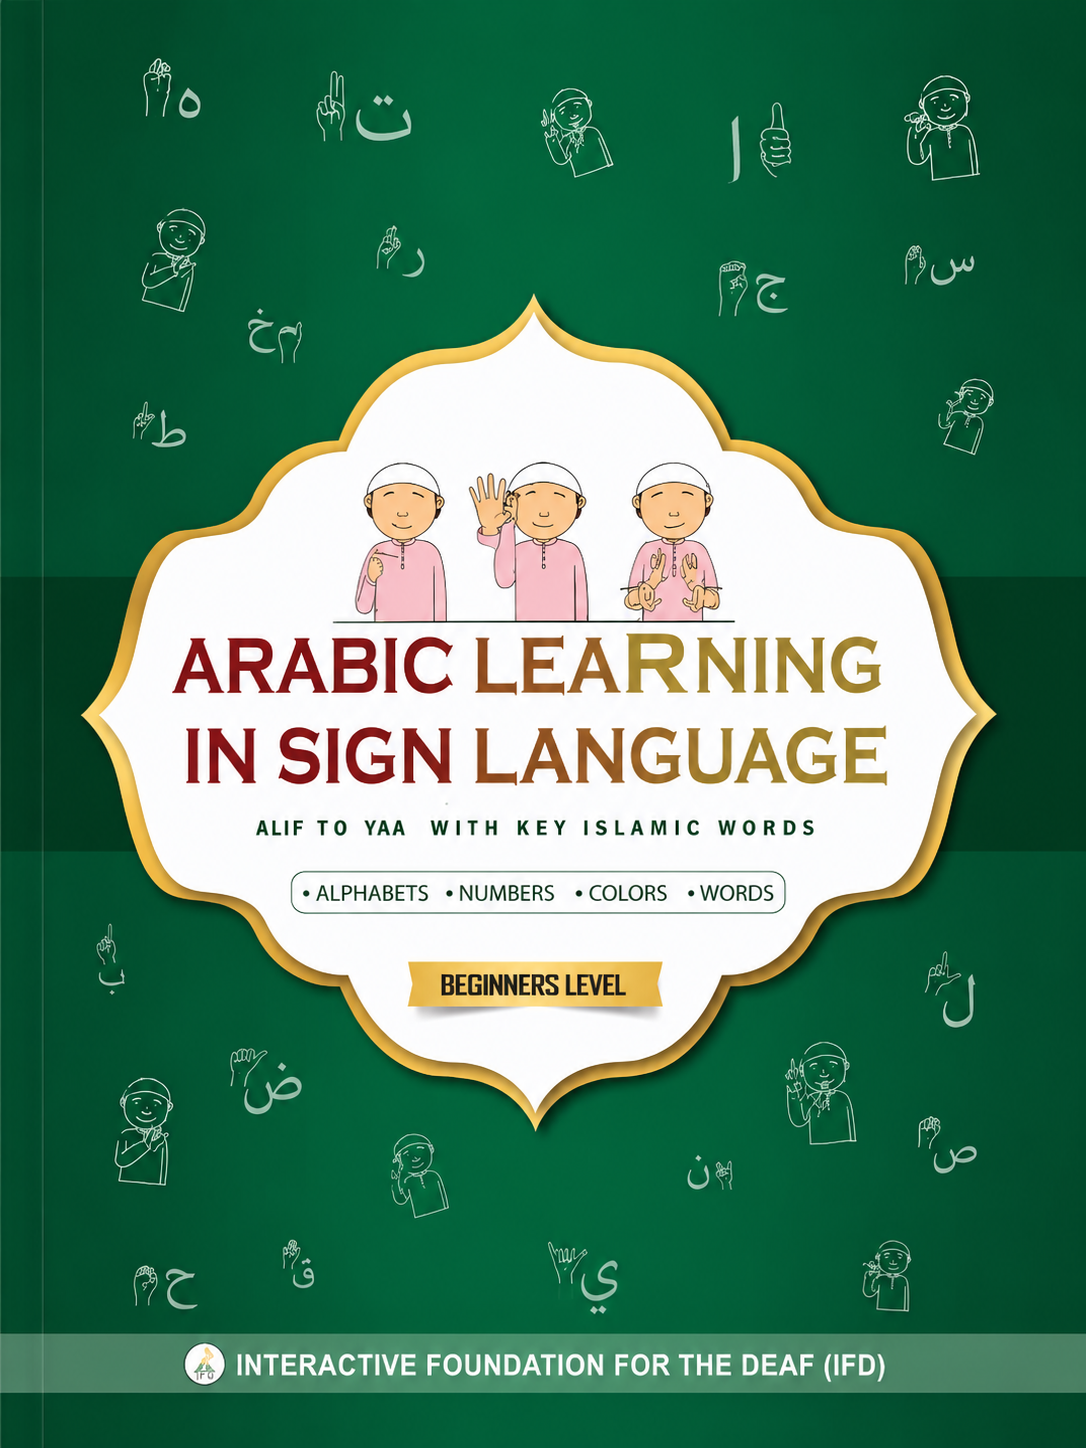 ه
ت
ا
ر
س
ج
خ
ط
ARABIC LEARNING
IN SIGN LANGUAGE
ALIF TO YAA WITH KEY ISLAMIC WORDS
• ALPHABETS • NUMBERS • COLORS • WORDS
BEGINNERS LEVEL
ب
ل
ض
ص
ن
ح
ق
ي
IFD
INTERACTIVE FOUNDATION FOR THE DEAF (IFD)